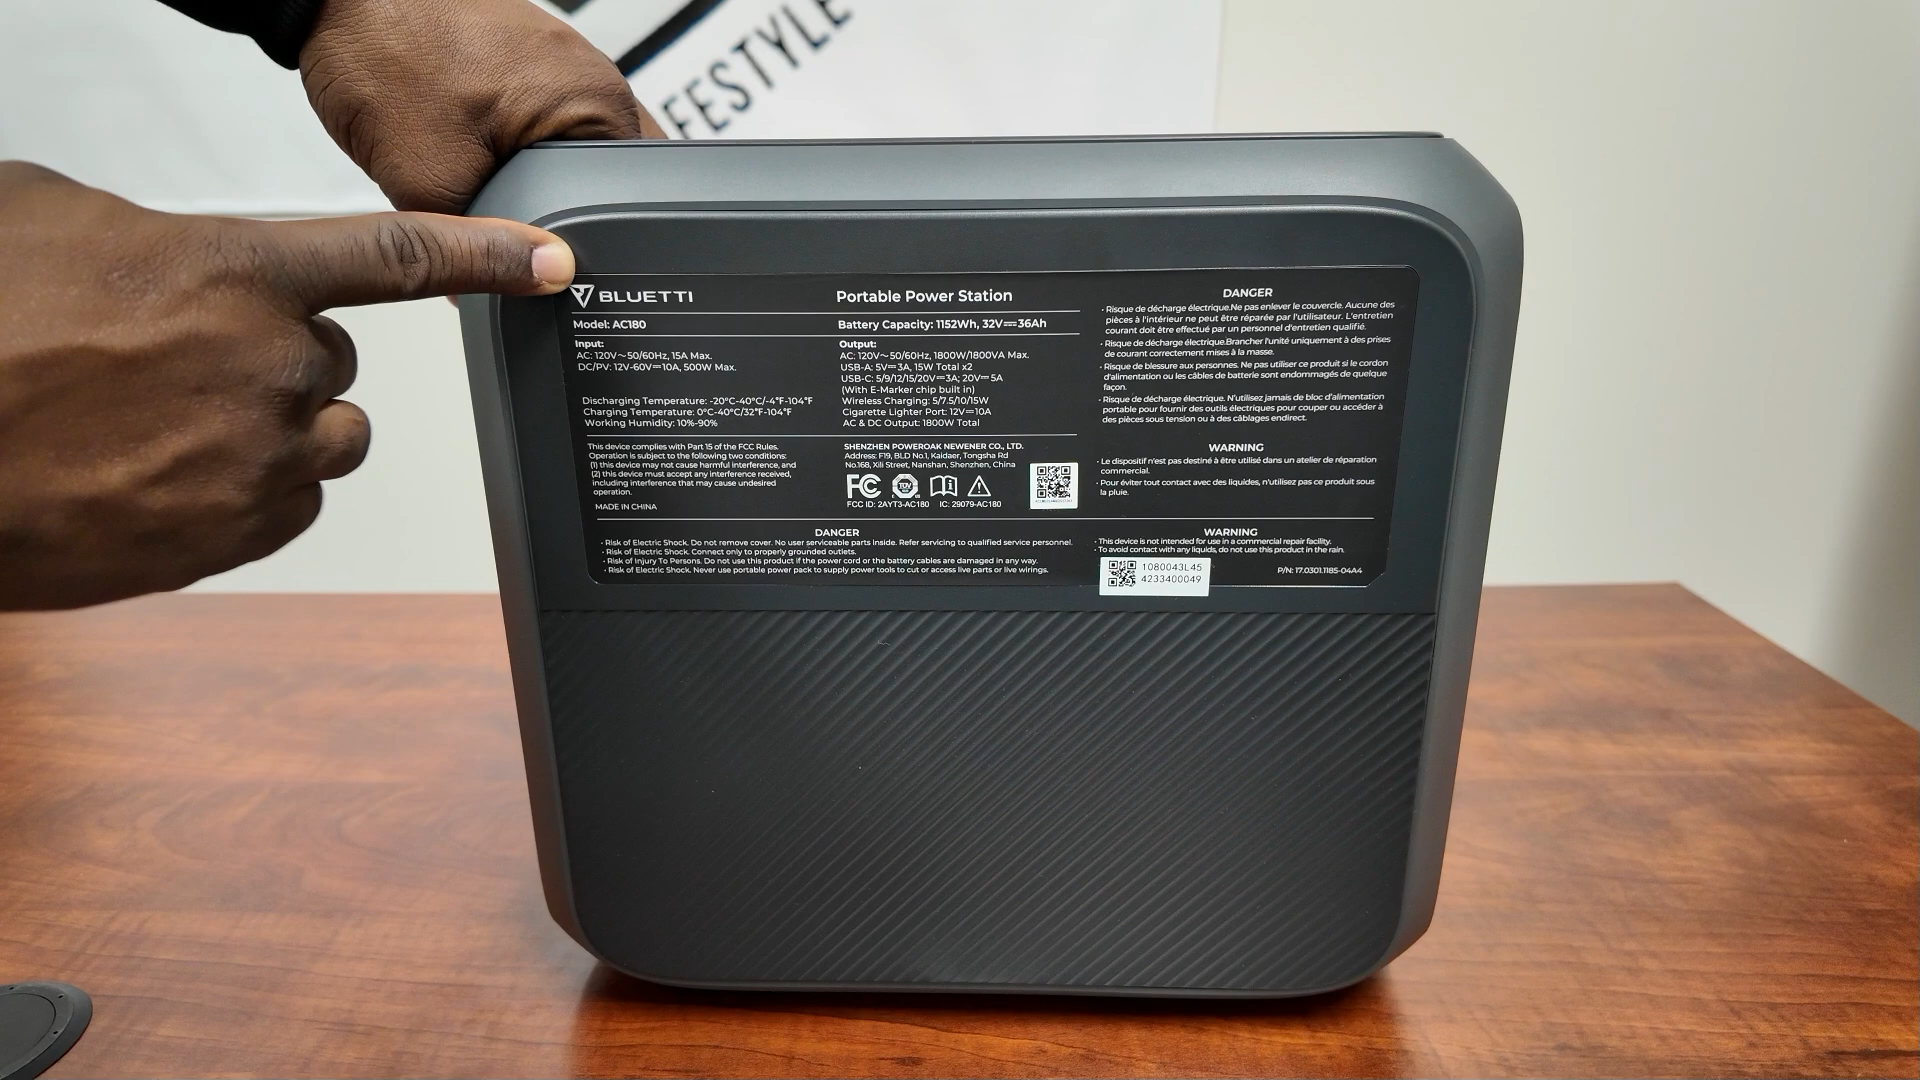 FESTYLE
BLUETTI
Portable Power Station
Model: AC180
Battery Capacity: 1152Wh, 32V⎓36Ah
Input:
AC: 120V~50/60Hz, 15A Max.
DC/PV: 12V-60V⎓10A, 500W Max.
Discharging Temperature: -20°C-40°C/-4°F-104°F
Charging Temperature: 0°C-40°C/32°F-104°F
Working Humidity: 10%-90%
Output:
AC: 120V~50/60Hz, 1800W/1800VA Max.
USB-A: 5V⎓3A, 15W Total x2
USB-C: 5/9/12/15/20V⎓3A; 20V⎓5A
(With E-Marker chip built in)
Wireless Charging: 5/7.5/10/15W
Cigarette Lighter Port: 12V⎓10A
AC & DC Output: 1800W Total
This device complies with Part 15 of the FCC Rules.
Operation is subject to the following two conditions:
(1) this device may not cause harmful interference, and
(2) this device must accept any interference received,
including interference that may cause undesired
operation.
MADE IN CHINA
SHENZHEN POWEROAK NEWENER CO., LTD.
Address: F19, BLD No.1, Kaidaer, Tongsha Rd
No.168, Xili Street, Nanshan, Shenzhen, China
FC
TÜV
FCC ID: 2AYT3-AC180 IC: 29079-AC180
DANGER
· Risque de décharge électrique.Ne pas enlever le couvercle. Aucune des
pièces à l'intérieur ne peut être réparée par l'utilisateur. L'entretien
courant doit être effectué par un personnel d'entretien qualifié.
· Risque de décharge électrique.Brancher l'unité uniquement à des prises
de courant correctement mises à la masse.
· Risque de blessure aux personnes. Ne pas utiliser ce produit si le cordon
d'alimentation ou les câbles de batterie sont endommagés de quelque
façon.
· Risque de décharge électrique. N'utilisez jamais de bloc d'alimentation
portable pour fournir des outils électriques pour couper ou accéder à
des pièces sous tension ou à des câblages endirect.
WARNING
· Le dispositif n'est pas destiné à être utilisé dans un atelier de réparation
commercial.
· Pour éviter tout contact avec des liquides, n'utilisez pas ce produit sous
la pluie.
DANGER
· Risk of Electric Shock. Do not remove cover. No user serviceable parts Inside. Refer servicing to qualified service personnel.
· Risk of Electric Shock. Connect only to properly grounded outlets.
· Risk of Injury To Persons. Do not use this product if the power cord or the battery cables are damaged in any way.
· Risk of Electric Shock. Never use portable power pack to supply power tools to cut or access live parts or live wirings.
WARNING
· This device is not intended for use in a commercial repair facility.
· To avoid contact with any liquids, do not use this product in the rain.
1080043L45
4233400049
P/N: 17.0301.1185-04A4